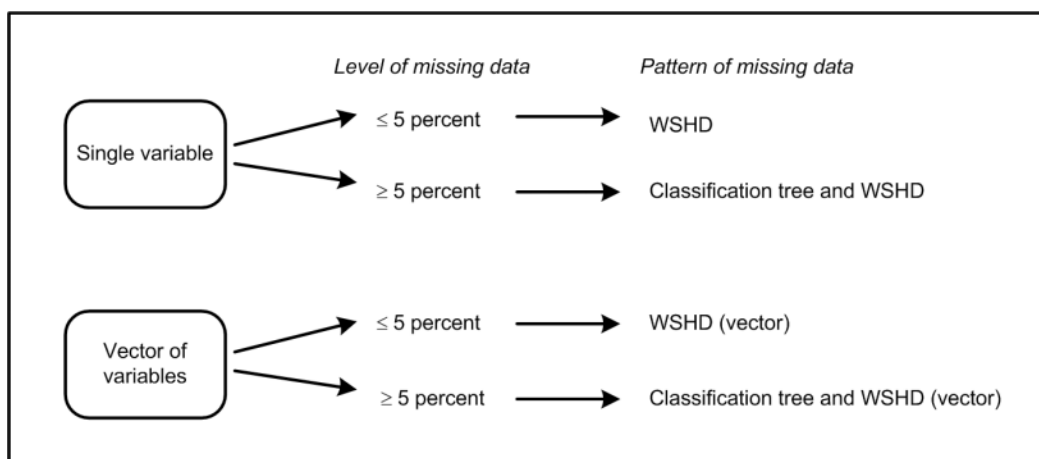 Level of missing data Pattern of missing data
Single variable
≤ 5 percent WSHD
≥ 5 percent Classification tree and WSHD
Vector of
variables
≤ 5 percent WSHD (vector)
≥ 5 percent Classification tree and WSHD (vector)